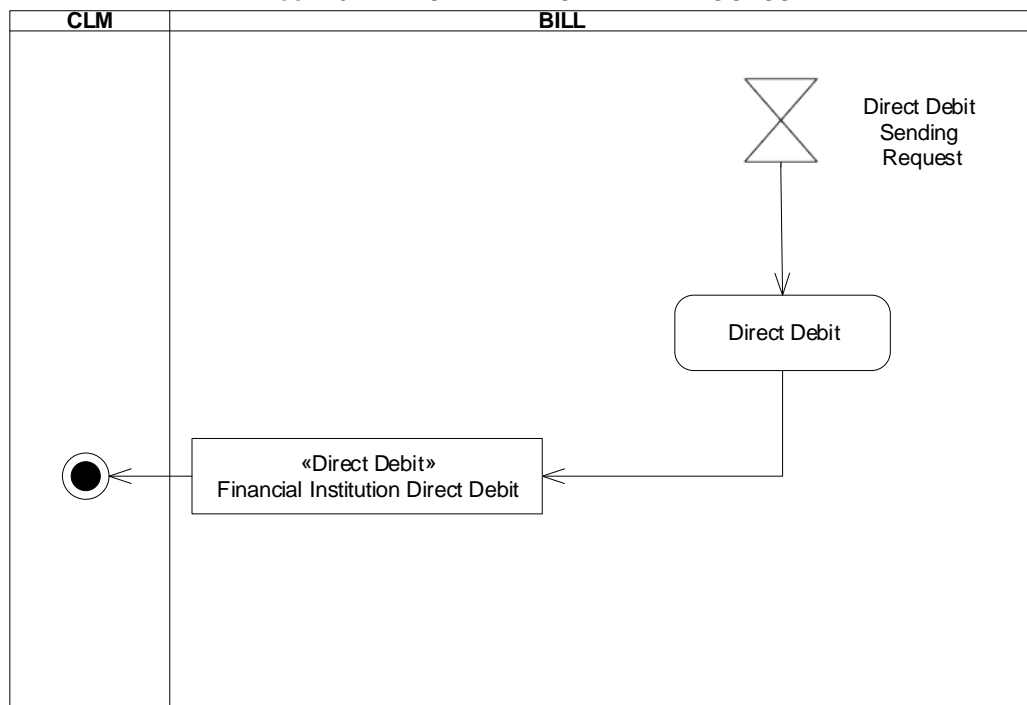 CLM
BILL
Direct Debit
Sending
Request
Direct Debit
«Direct Debit»
Financial Institution Direct Debit